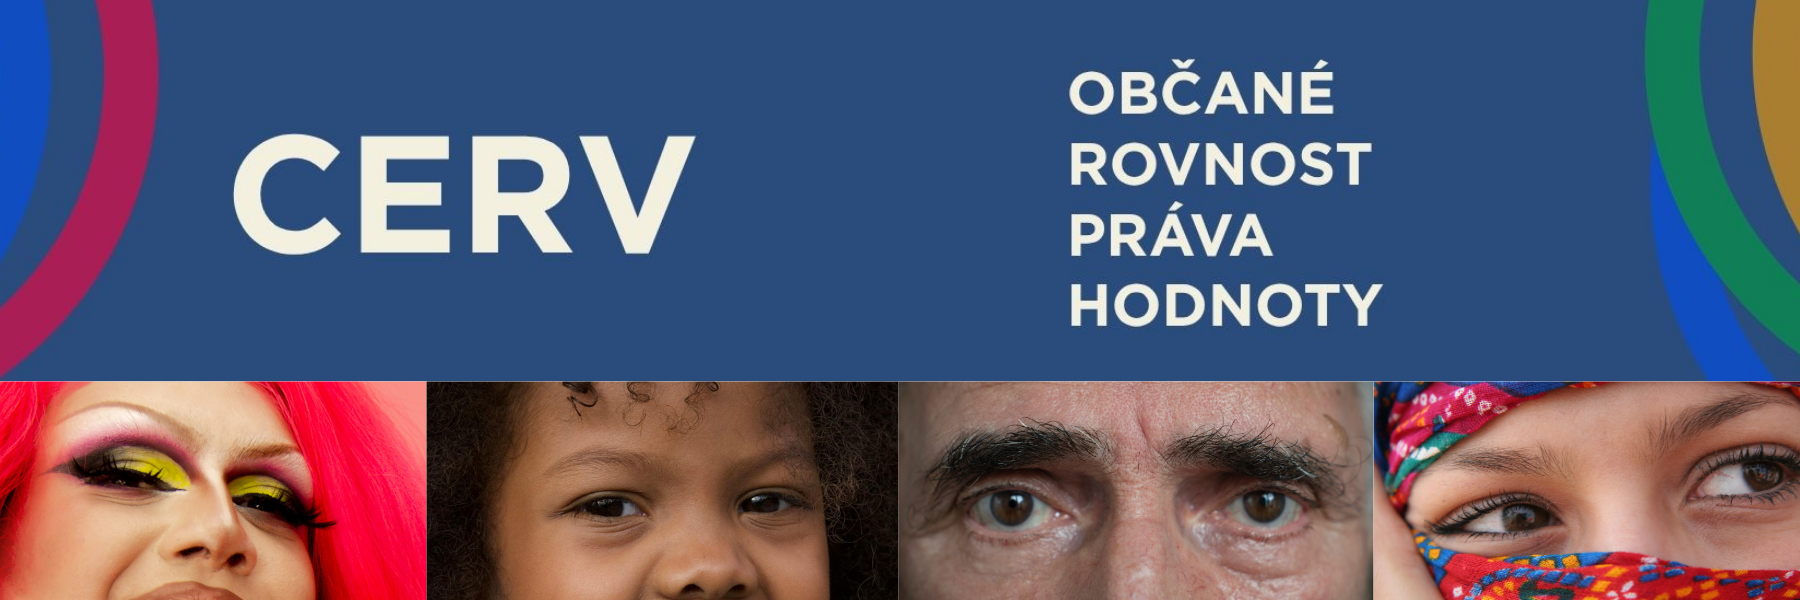 CERV
OBČANÉ
ROVNOST
PRÁVA
HODNOTY